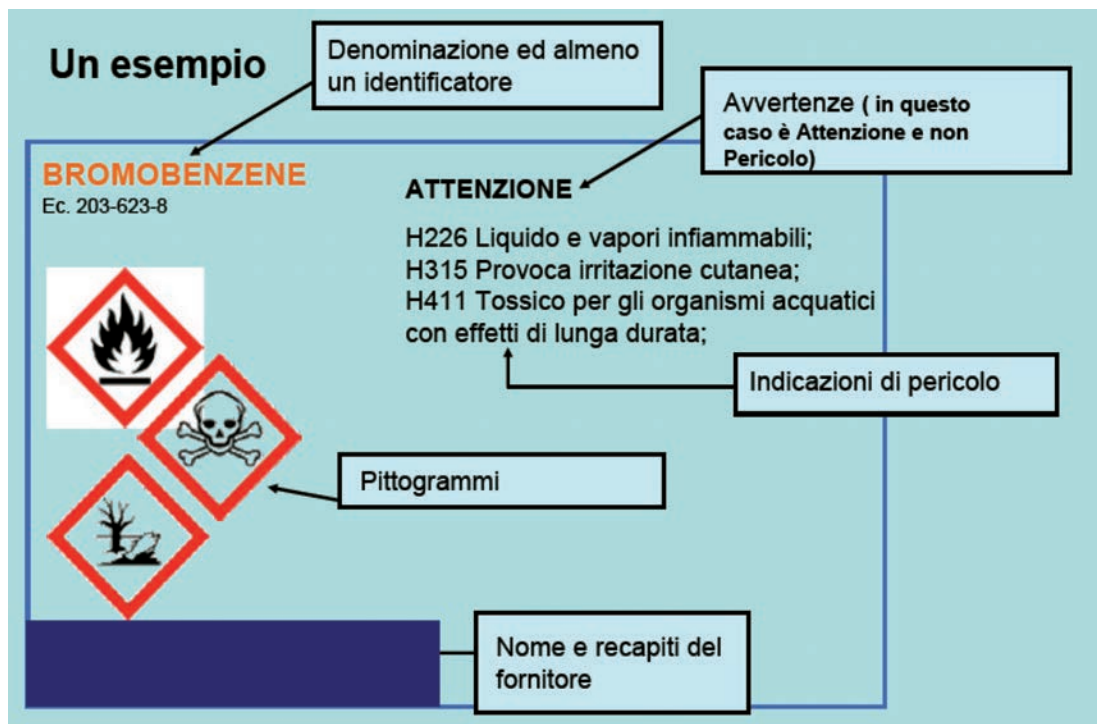 Un esempio
Denominazione ed almeno
un identificatore
Avvertenze ( in questo
caso è Attenzione e non
Pericolo)
BROMOBENZENE
Ec. 203-623-8
ATTENZIONE
H226 Liquido e vapori infiammabili;
H315 Provoca irritazione cutanea;
H411 Tossico per gli organismi acquatici
con effetti di lunga durata;
Indicazioni di pericolo
Pittogrammi
Nome e recapiti del
fornitore